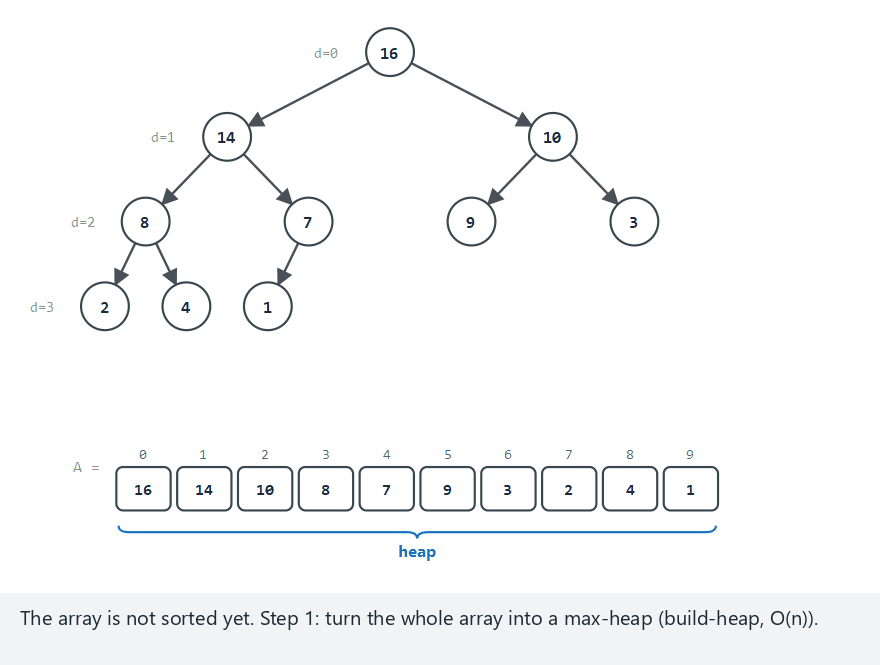 d=0 16
d=1 14 10
d=2 8 7 9 3
d=3 2 4 1
0 1 2 3 4 5 6 7 8 9
A = 16 14 10 8 7 9 3 2 4 1
heap
The array is not sorted yet. Step 1: turn the whole array into a max-heap (build-heap, O(n)).